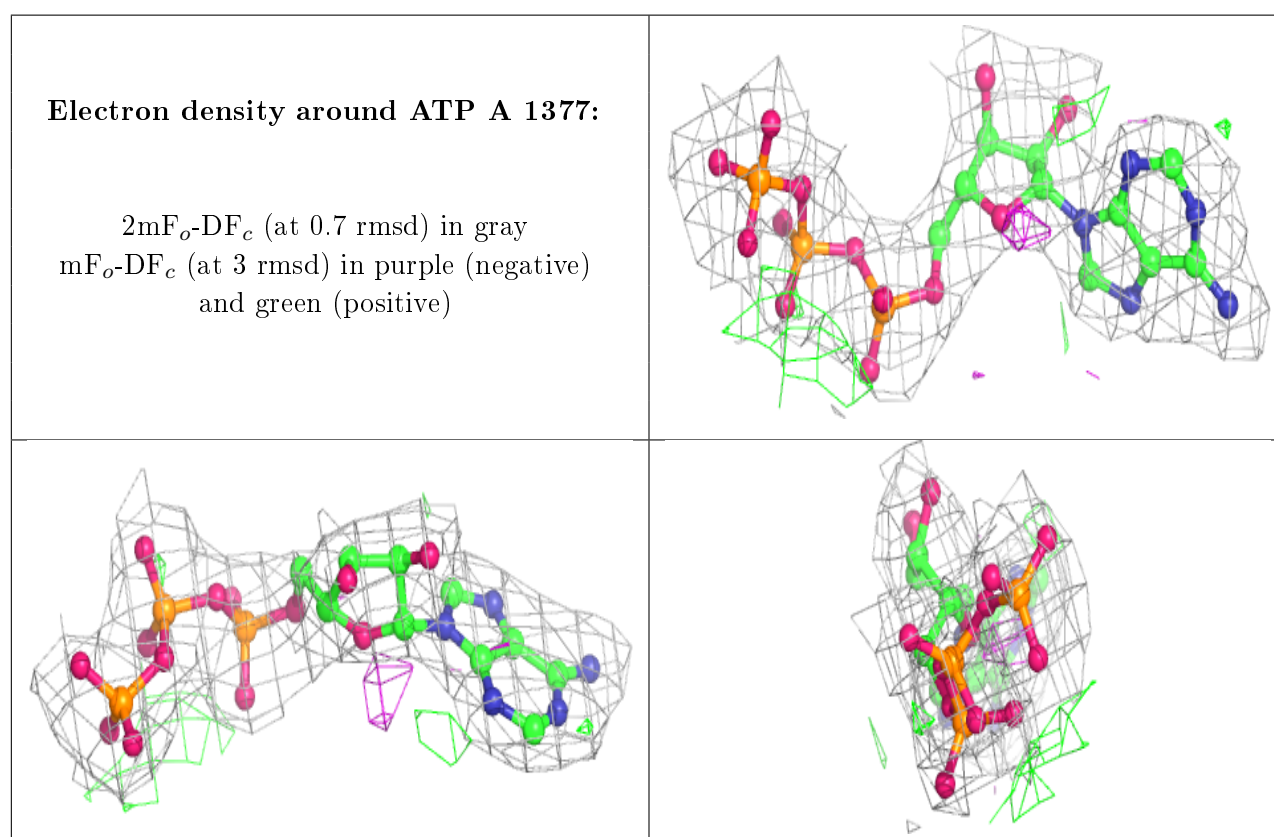 Electron density around ATP A 1377:
2mFo-DFc (at 0.7 rmsd) in gray
mFo-DFc (at 3 rmsd) in purple (negative)
and green (positive)